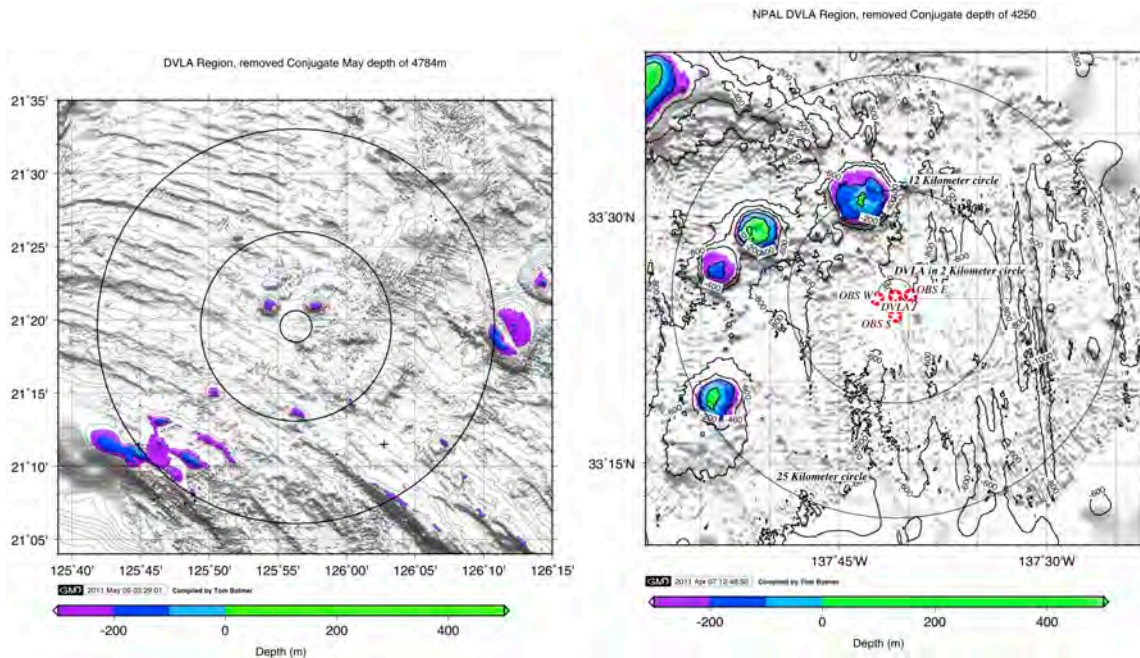 DVLA Region, removed Conjugate May depth of 4784m
21˚35'
21˚30'
21˚25'
21˚20'
21˚15'
21˚10'
21˚05'
125˚40' 125˚45' 125˚50' 125˚55' 126˚00' 126˚05' 126˚10' 126˚15'
GMT 2011 May 06 03:29:01 Compiled by Tom Bolmer
-200 0 200 400
Depth (m)
NPAL DVLA Region, removed Conjugate depth of 4250
12 Kilometer circle
33˚30'
DVLA in 2 Kilometer circle
OBS W
OBS E
DVLA
OBS S
33˚15'
25 Kilometer circle
137˚45' 137˚30'
GMT 2011 Apr 07 12:48:50 Compiled by Tom Bolmer
-200 0 200 400
Depth (m)